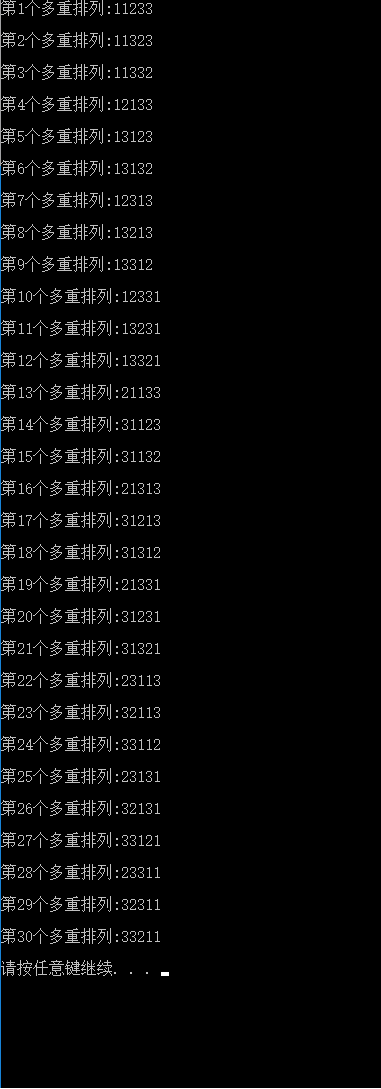 第1个多重排列:11233
第2个多重排列:11323
第3个多重排列:11332
第4个多重排列:12133
第5个多重排列:13123
第6个多重排列:13132
第7个多重排列:12313
第8个多重排列:13213
第9个多重排列:13312
第10个多重排列:12331
第11个多重排列:13231
第12个多重排列:13321
第13个多重排列:21133
第14个多重排列:31123
第15个多重排列:31132
第16个多重排列:21313
第17个多重排列:31213
第18个多重排列:31312
第19个多重排列:21331
第20个多重排列:31231
第21个多重排列:31321
第22个多重排列:23113
第23个多重排列:32113
第24个多重排列:33112
第25个多重排列:23131
第26个多重排列:32131
第27个多重排列:33121
第28个多重排列:23311
第29个多重排列:32311
第30个多重排列:33211
请按任意键继续. . .